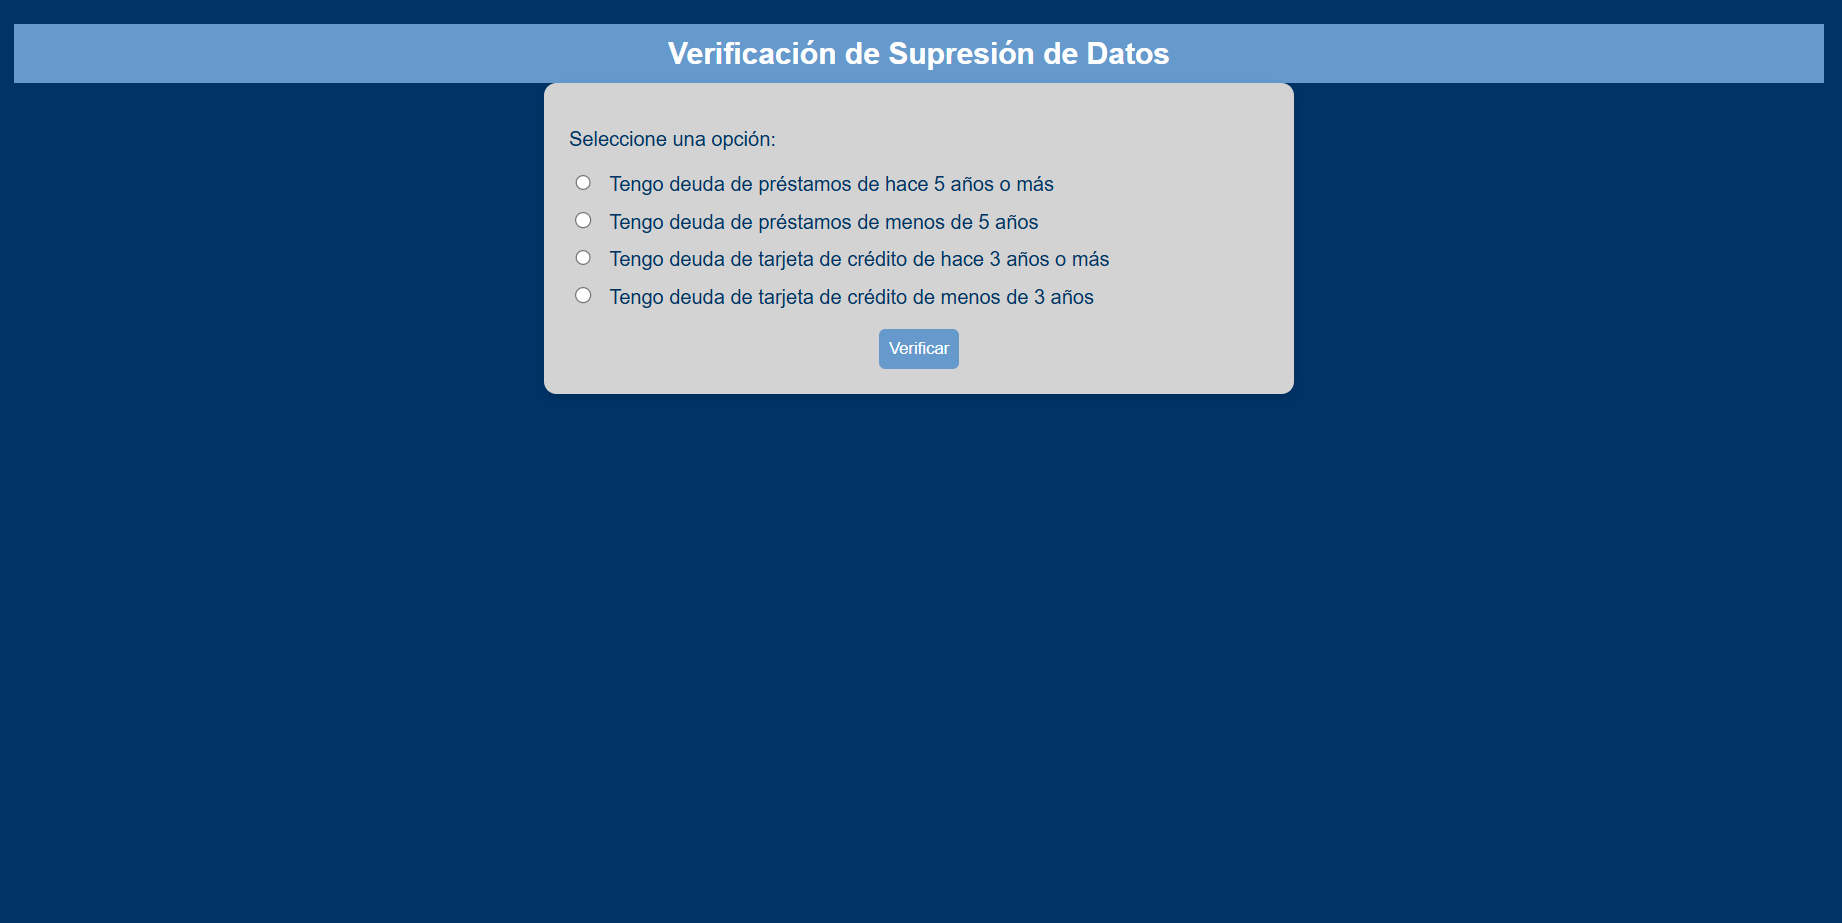 Verificación de Supresión de Datos
Seleccione una opción:
Tengo deuda de préstamos de hace 5 años o más
Tengo deuda de préstamos de menos de 5 años
Tengo deuda de tarjeta de crédito de hace 3 años o más
Tengo deuda de tarjeta de crédito de menos de 3 años
Verificar